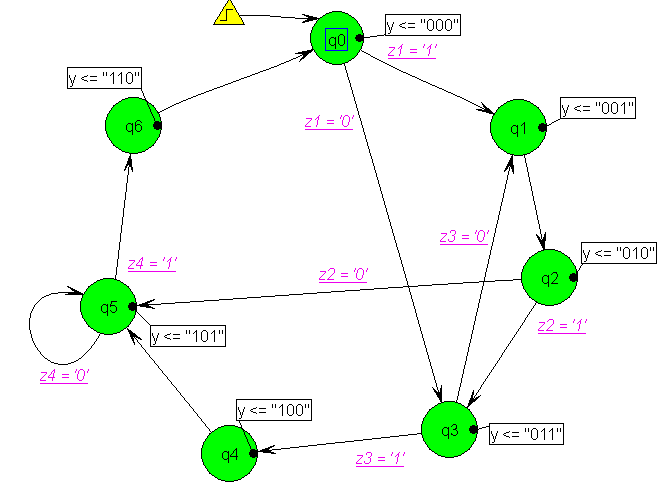 q0
y <= "000"
z1 = '1'
y <= "110"
q6
z1 = '0'
q1
y <= "001"
z3 = '0'
y <= "010"
q2
z4 = '1'
z2 = '0'
q5
z2 = '1'
y <= "101"
z4 = '0'
y <= "100"
q3
y <= "011"
q4
z3 = '1'